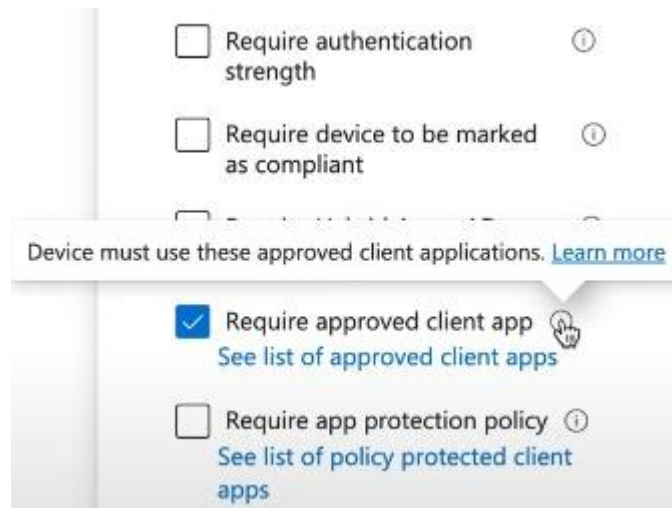 Require authentication
strength
Require device to be marked
as compliant
Device must use these approved client applications. Learn more
Require approved client app
See list of approved client apps
Require app protection policy
See list of policy protected client
apps